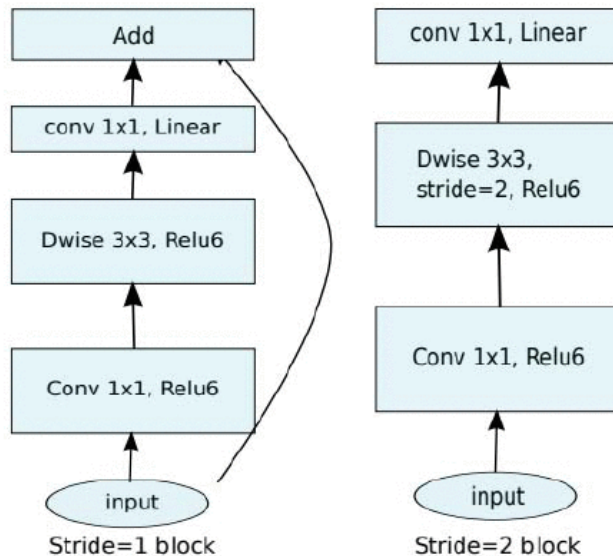 Add
conv 1x1, Linear
Dwise 3x3, Relu6
Conv 1x1, Relu6
input
Stride=1 block
conv 1x1, Linear
Dwise 3x3,
stride=2, Relu6
Conv 1x1, Relu6
input
Stride=2 block